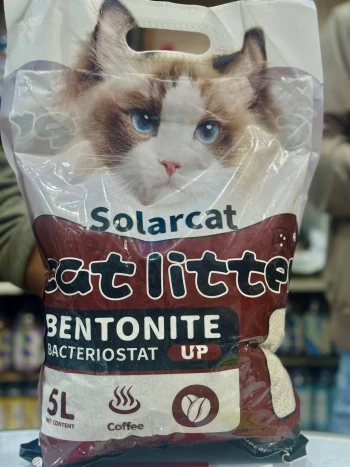 Solarcat
cat litter
BENTONITE
BACTERIOSTAT UP
5L
NET CONTENT
Coffee